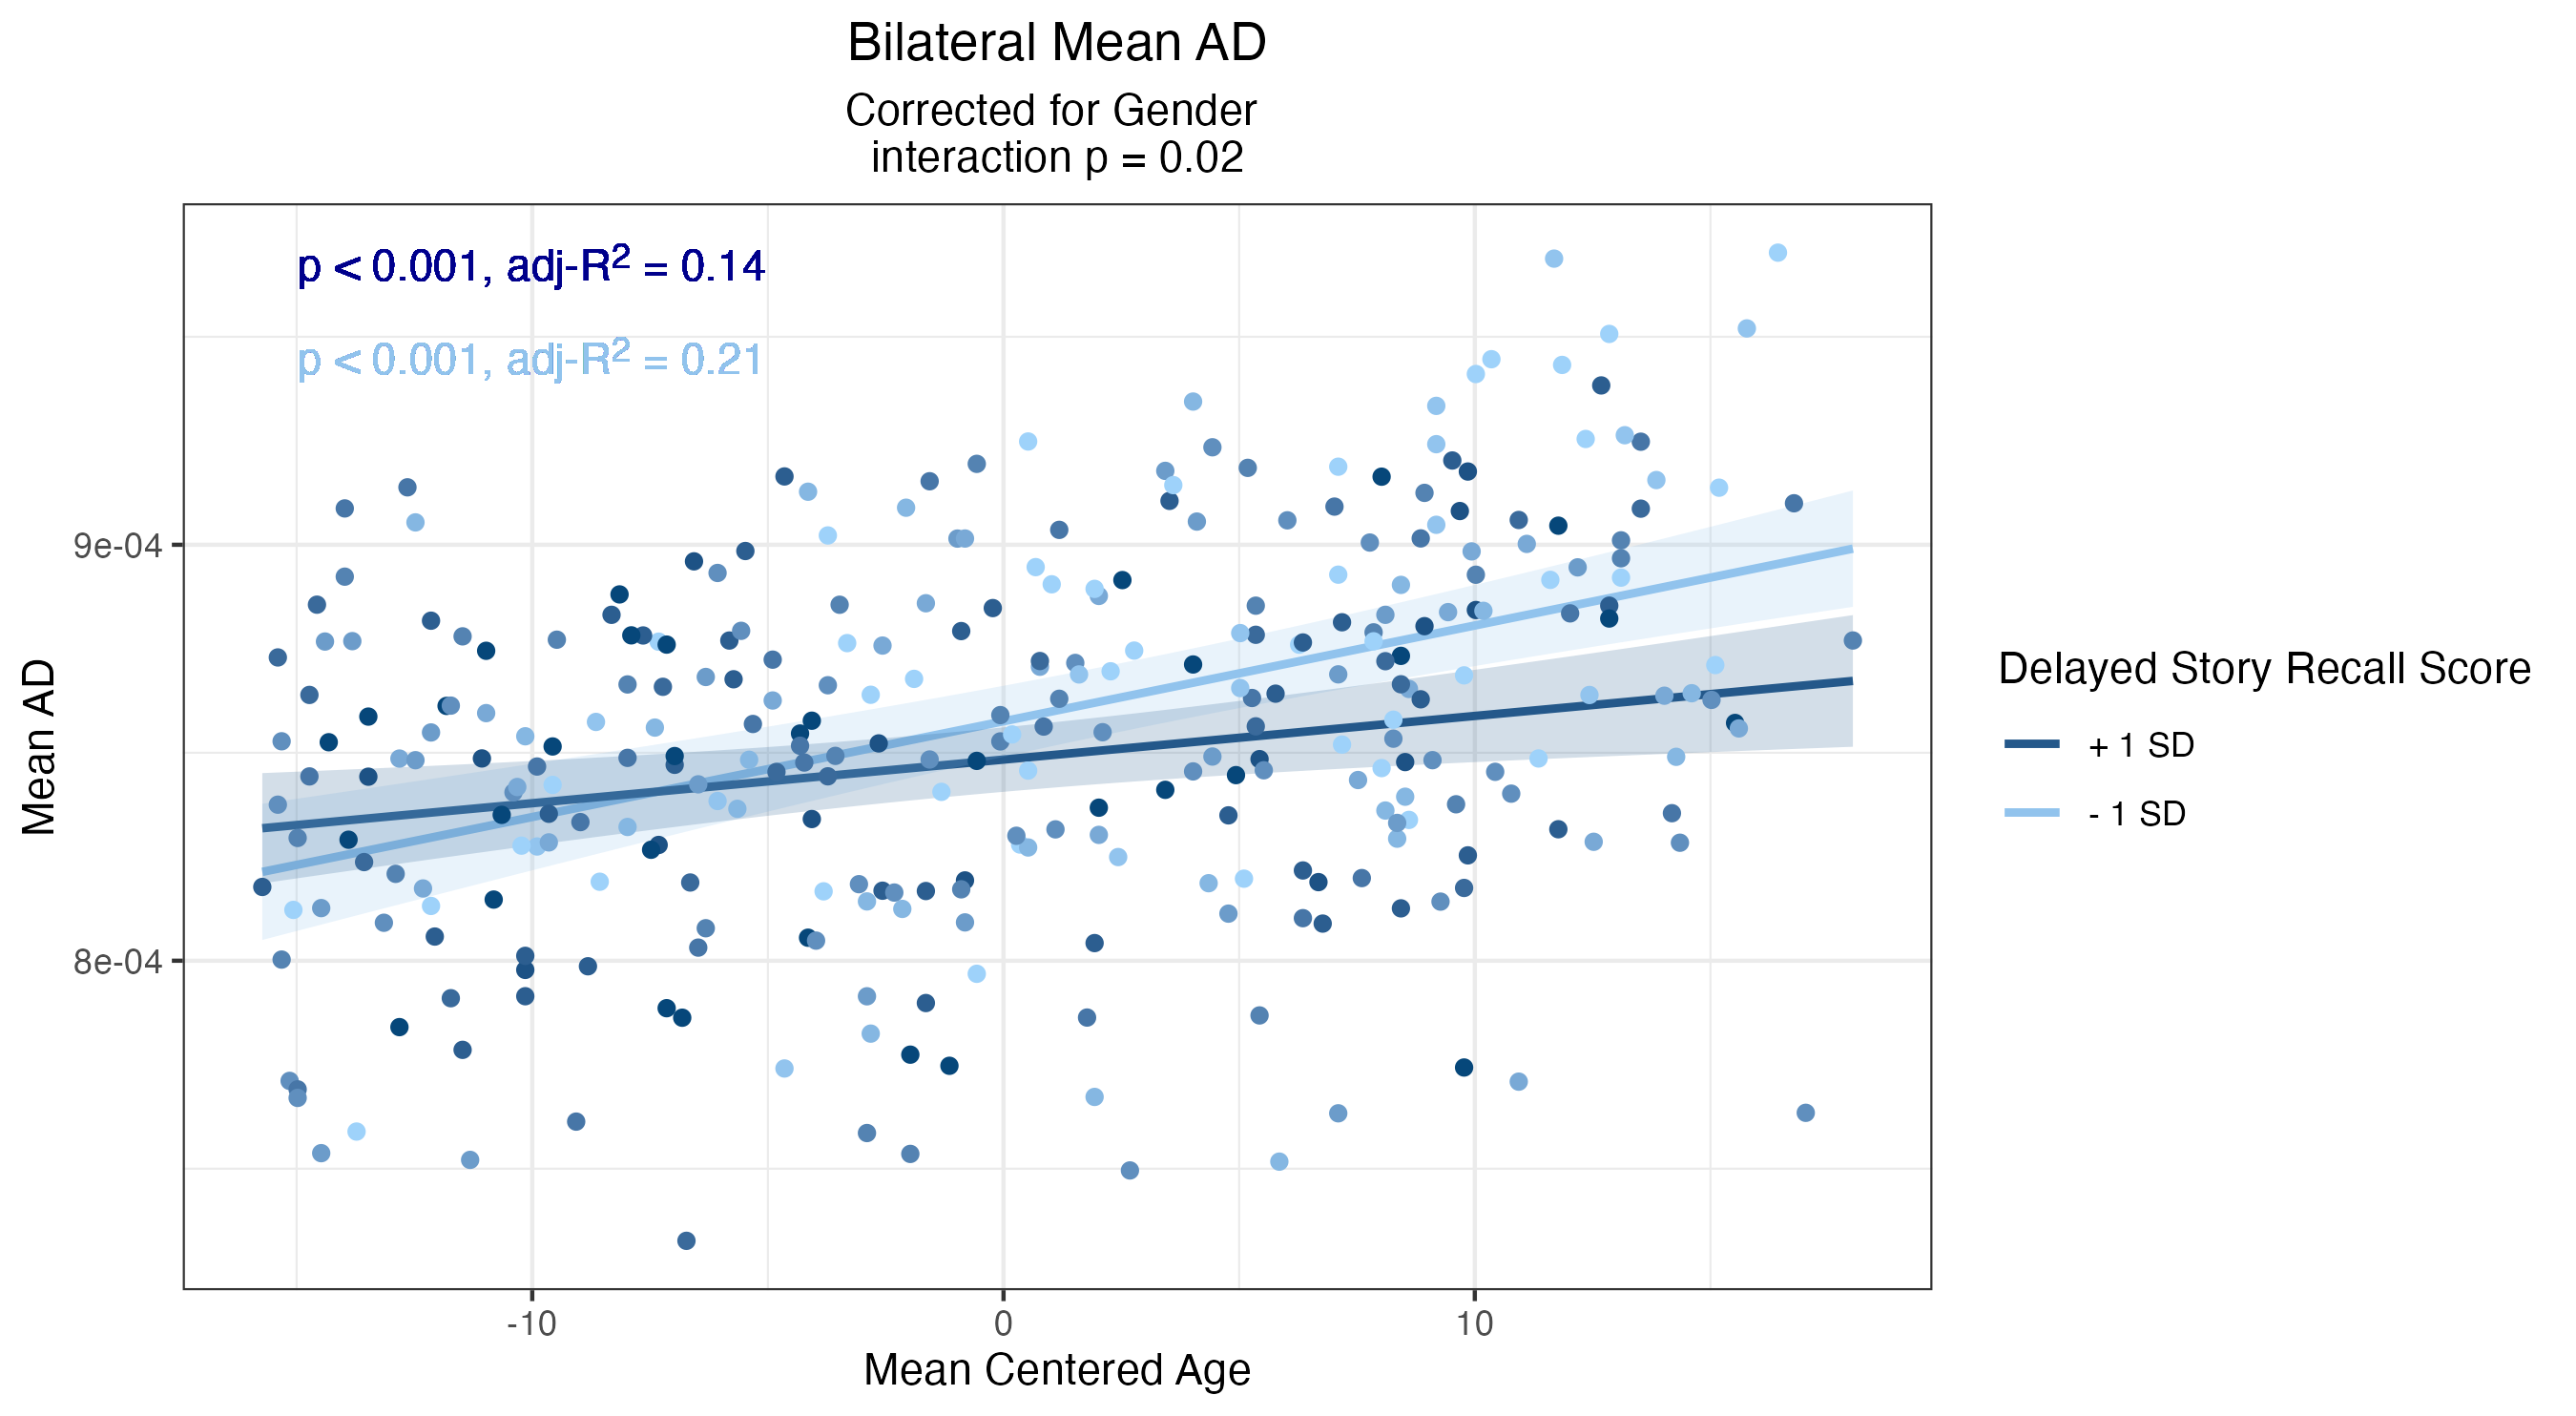 Bilateral Mean AD
Corrected for Gender
interaction p = 0.02
p < 0.001, adj-R² = 0.14
p < 0.001, adj-R² = 0.21
Mean AD
9e-04
8e-04
-10 0 10
Mean Centered Age
Delayed Story Recall Score
+ 1 SD
- 1 SD